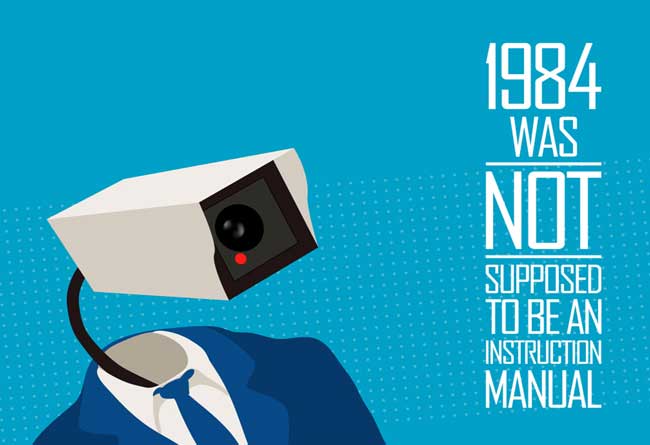 1984
WAS
NOT
SUPPOSED
TO BE AN
INSTRUCTION
MANUAL